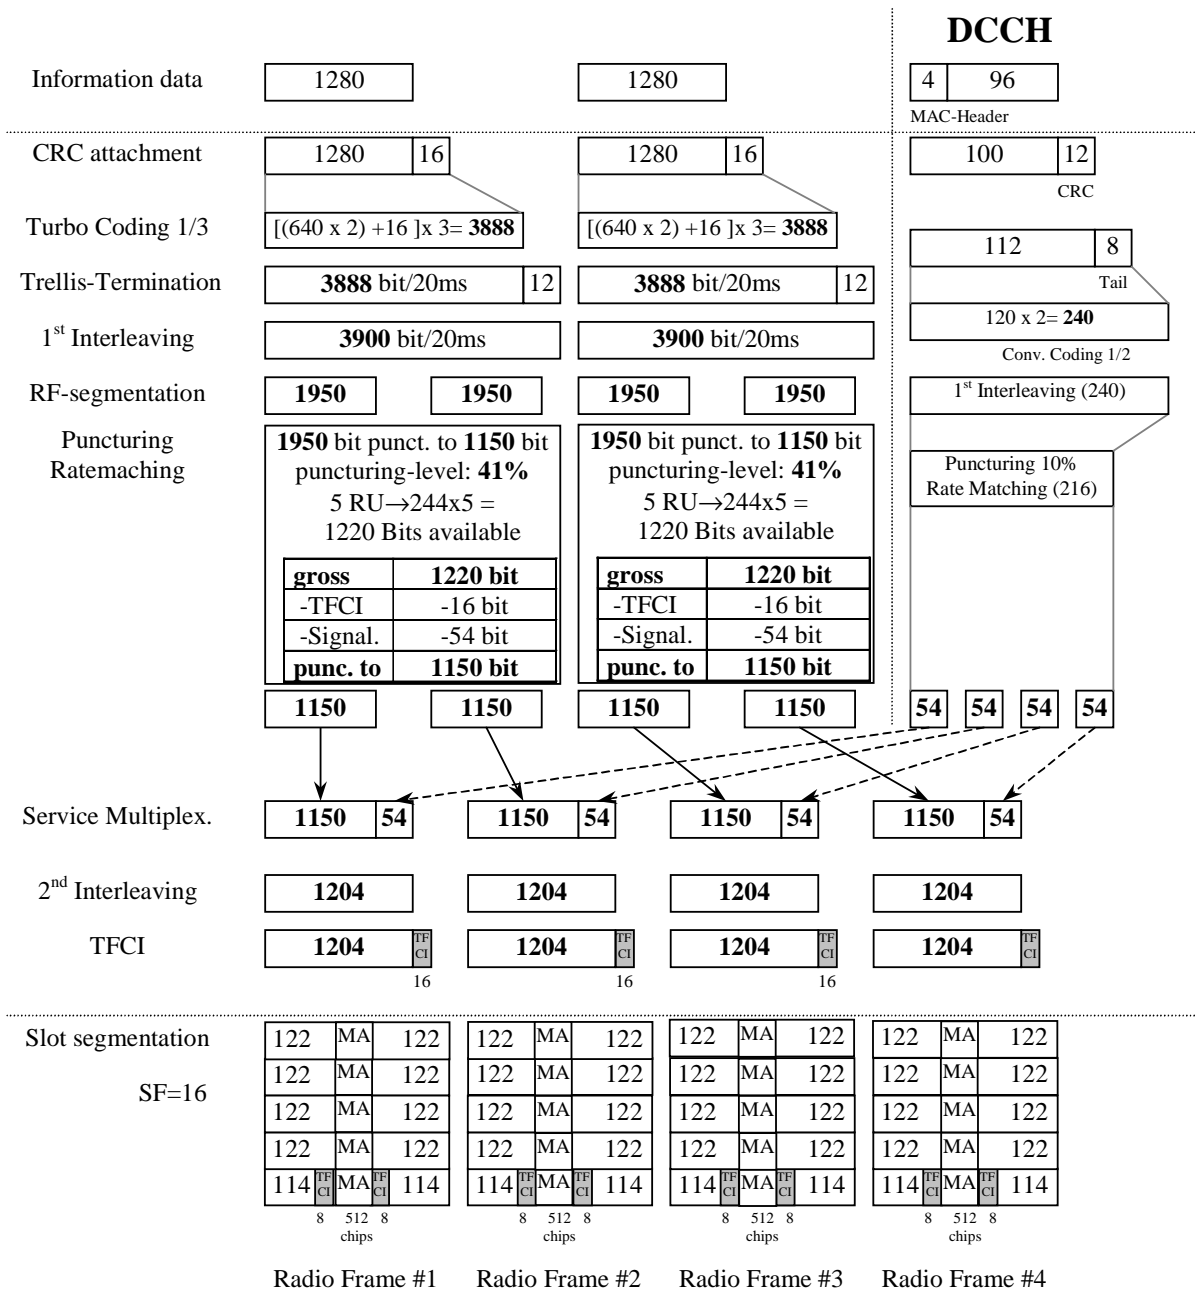 DCCH
Information data 1280 1280 4 96
MAC-Header
CRC attachment 1280 16 1280 16 100 12
CRC
Turbo Coding 1/3 [(640 x 2) +16 ]x 3= 3888 [(640 x 2) +16 ]x 3= 3888
112 8
Tail
Trellis-Termination 3888 bit/20ms 12 3888 bit/20ms 12
120 x 2= 240
Conv. Coding 1/2
1st Interleaving 3900 bit/20ms 3900 bit/20ms
RF-segmentation 1950 1950 1950 1950 1st Interleaving (240)
Puncturing
Ratemaching
1950 bit punct. to 1150 bit
puncturing-level: 41%
5 RU→244x5 =
1220 Bits available
gross 1220 bit
-TFCI -16 bit
-Signal. -54 bit
punc. to 1150 bit
1950 bit punct. to 1150 bit
puncturing-level: 41%
5 RU→244x5 =
1220 Bits available
gross 1220 bit
-TFCI -16 bit
-Signal. -54 bit
punc. to 1150 bit
Puncturing 10%
Rate Matching (216)
1150 1150 1150 1150 54 54 54 54
Service Multiplex. 1150 54 1150 54 1150 54 1150 54
2nd Interleaving 1204 1204 1204 1204
TFCI 1204 TF CI 1204 TF CI 1204 TF CI 1204 TF CI
16 16 16
Slot segmentation 122 MA 122 122 MA 122 122 MA 122 122 MA 122
SF=16 122 MA 122 122 MA 122 122 MA 122 122 MA 122
122 MA 122 122 MA 122 122 MA 122 122 MA 122
122 MA 122 122 MA 122 122 MA 122 122 MA 122
114 TF CI MA TF CI 114 114 TF CI MA TF CI 114 114 TF CI MA TF CI 114 114 TF CI MA TF CI 114
8 512 8 8 512 8 8 512 8 8 512 8
chips chips chips chips
Radio Frame #1 Radio Frame #2 Radio Frame #3 Radio Frame #4